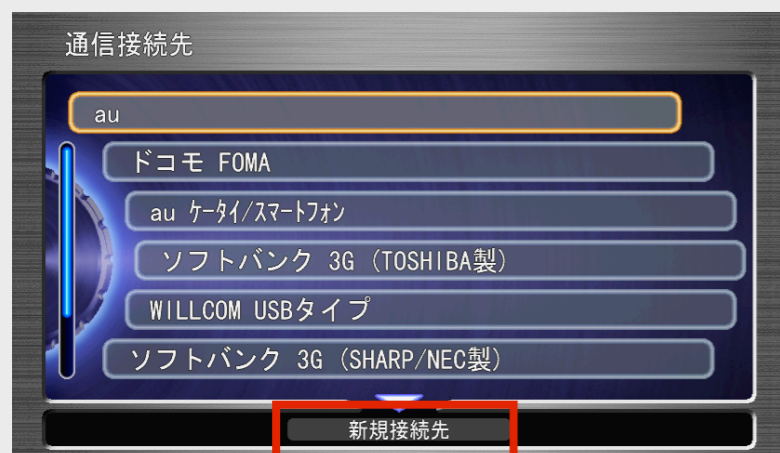 通信接続先
au
ドコモ FOMA
au ｹｰﾀｲ/ｽﾏｰﾄﾌｫﾝ
ソフトバンク 3G (TOSHIBA製)
WILLCOM USBタイプ
ソフトバンク 3G (SHARP/NEC製)
新規接続先